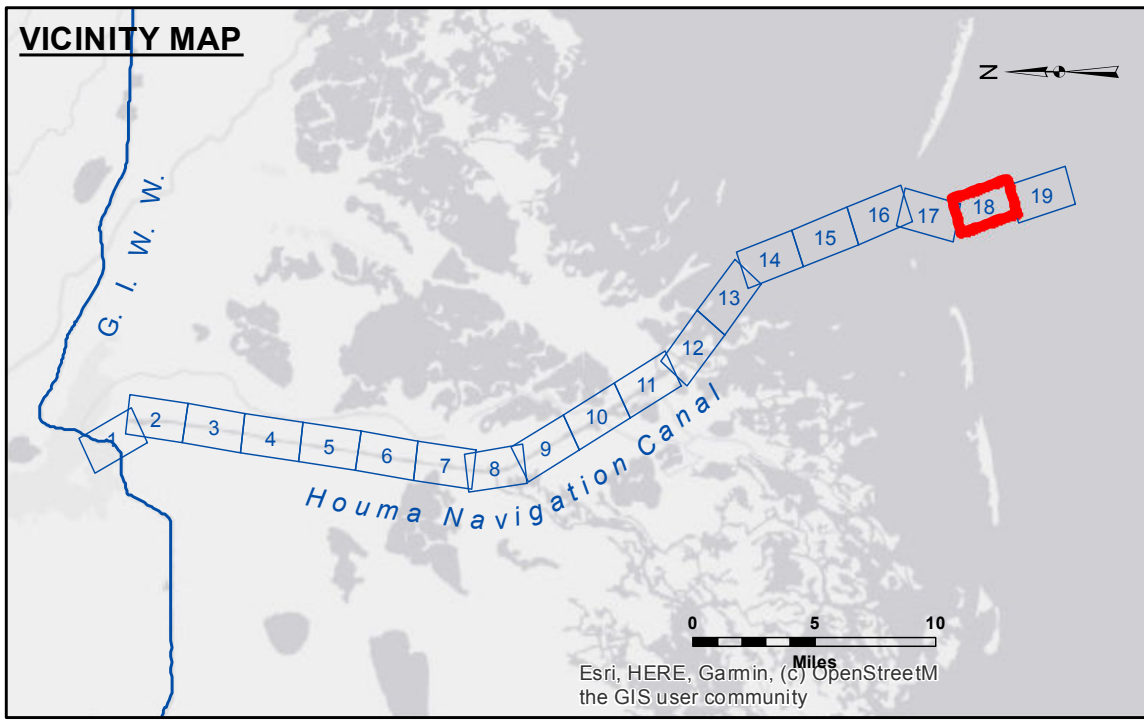 VICINITY MAP
N
G. I. W. W.
1
2
3
4
5
6
7
8
9
10
11
12
13
14
15
16
17
18
19
Houma Navigation Canal
0 5 10
Miles
Esri, HERE, Garmin, (c) OpenStreetM
the GIS user community